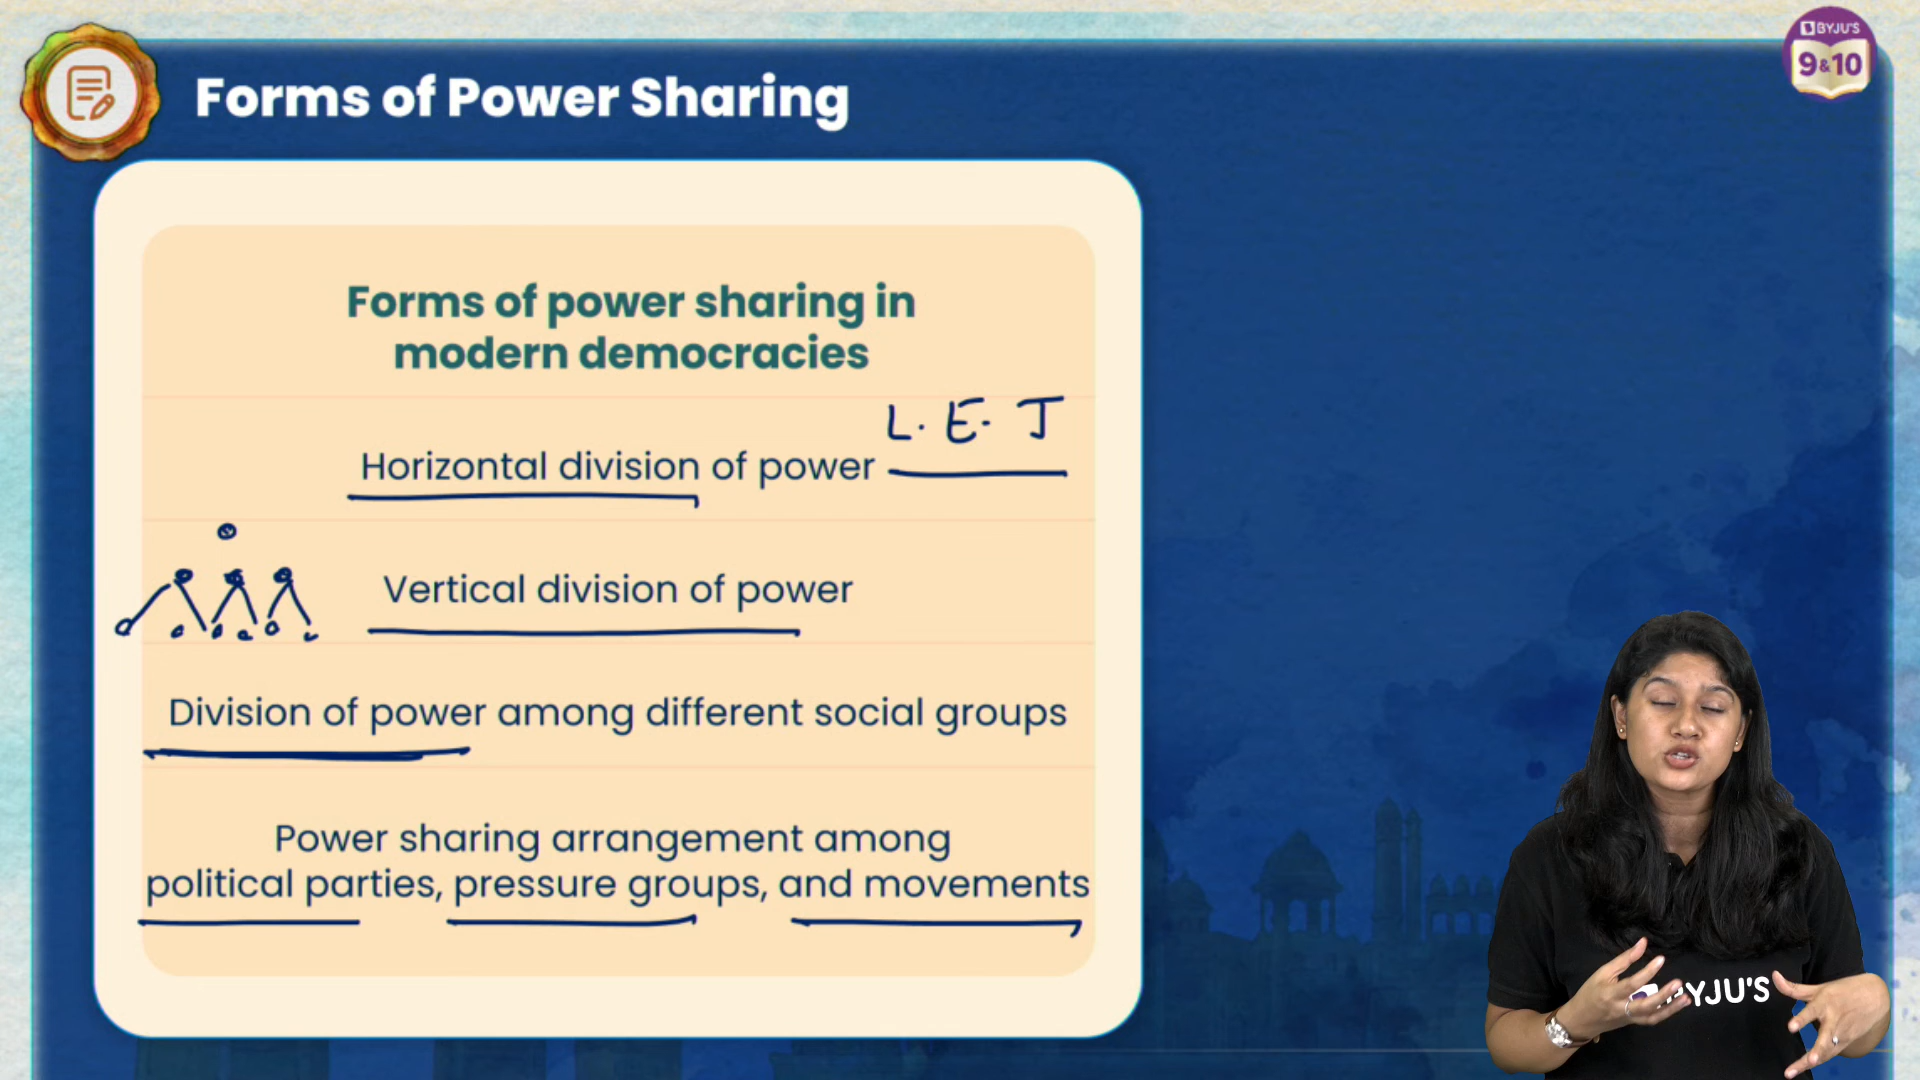 BYJU'S
9&10
Forms of Power Sharing
Forms of power sharing in
modern democracies
L. E. J
Horizontal division of power
Vertical division of power
Division of power among different social groups
Power sharing arrangement among
political parties, pressure groups, and movements
BYJU'S